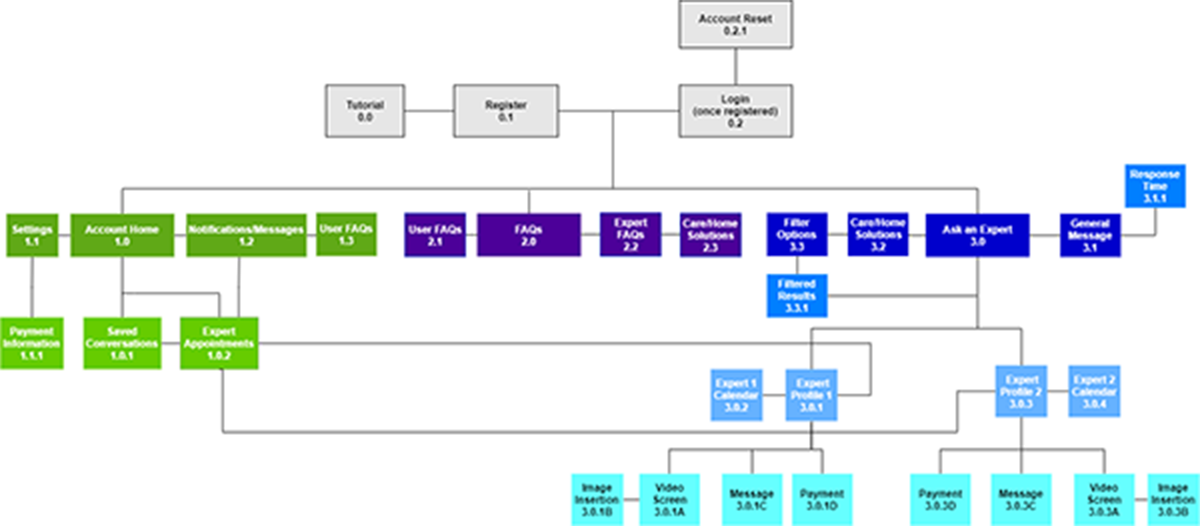 Account Reset
0.2.1
Tutorial
0.0
Register
0.1
Login
(once registered)
0.2
Response
Time
3.1.1
Settings
1.1
Account Home
1.0
Notifications/Messages
1.2
User FAQs
1.3
User FAQs
2.1
FAQs
2.0
Expert
FAQs
2.2
Care/Home
Solutions
2.3
Filter
Options
3.3
Care/Home
Solutions
3.2
Ask an Expert
3.0
General
Message
3.1
Filtered
Results
3.3.1
Payment
Information
1.1.1
Saved
Conversations
1.0.1
Expert
Appointments
1.0.2
Expert 1
Calendar
3.0.2
Expert
Profile 1
3.0.1
Expert
Profile 2
3.0.3
Expert 2
Calendar
3.0.4
Image
Insertion
3.0.1B
Video
Screen
3.0.1A
Message
3.0.1C
Payment
3.0.1D
Payment
3.0.3D
Message
3.0.3C
Video
Screen
3.0.3A
Image
Insertion
3.0.3B